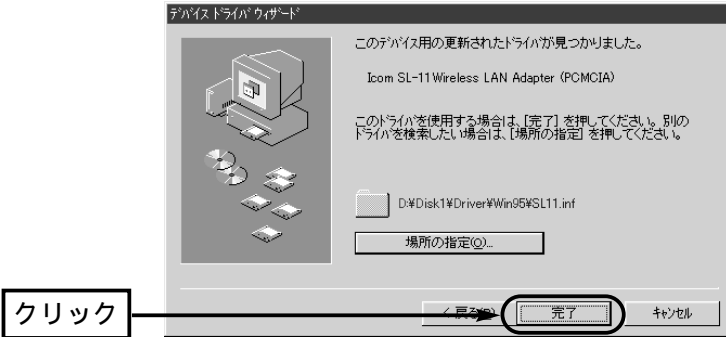 デバイス ドライバ ウィザード
このデバイス用の更新されたドライバが見つかりました。
Icom SL-11Wireless LAN Adapter (PCMCIA)
このドライバを使用する場合は、[完了] を押してください。別の
ドライバを検索したい場合は、[場所の指定] を押してください。
D:¥Disk1¥Driver¥Win95¥SL11.inf
場所の指定(O)...
クリック
< 戻る(B)
完了
キャンセル